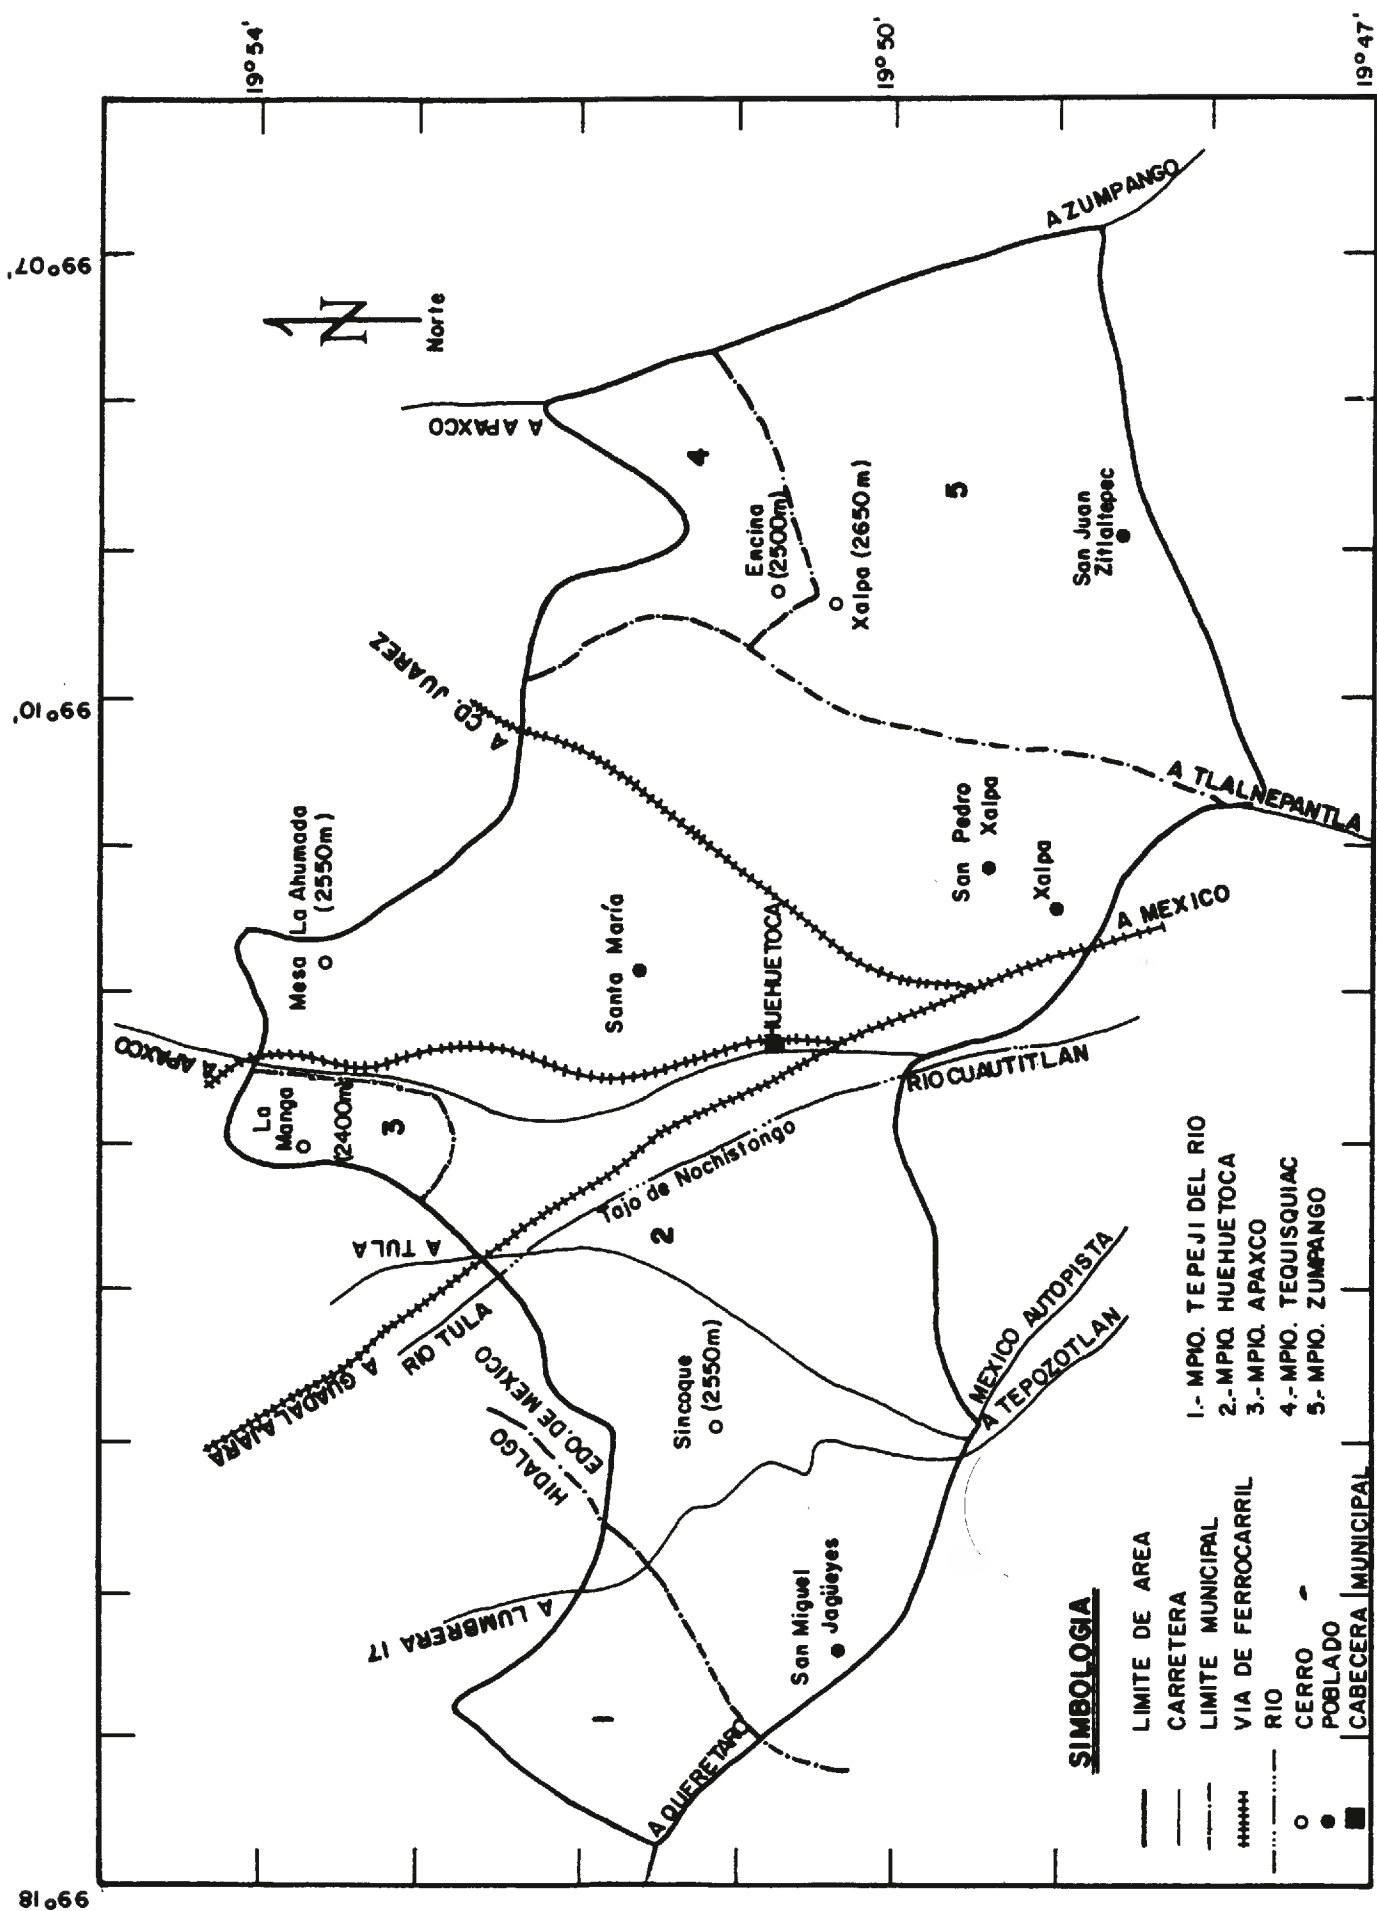 99°18'
99°10'
99°07'
19°54'
19°50'
19°47'
N
Norte
A APAXCO
A CD. JUAREZ
A APAXCO
A TULA
A GUADALAJARA
RIO TULA
EDO. DE MEXICO
HIDALGO
A LUMBRERA 17
A QUERETARO
A ZUMPANGO
A TLALNEPANTLA
A MEXICO
RIO CUAUTITLAN
Tajo de Nochistongo
MEXICO AUTOPISTA
A TEPOZOTLAN
La
Manga
(2400m)
Mesa La Ahumada
(2550m)
Santa María
HUEHUETOCA
Encina
(2500m)
Xalpa (2650m)
San Juan
Zitlaltepec
San Pedro
Xalpa
Xalpa
Sincoque
(2550m)
San Miguel
Jagüeyes
1
2
3
4
5
SIMBOLOGIA
LIMITE DE AREA
CARRETERA
LIMITE MUNICIPAL
VIA DE FERROCARRIL
RIO
CERRO
POBLADO
CABECERA MUNICIPAL
1.- MPIO. TEPEJI DEL RIO
2.- MPIO. HUEHUETOCA
3.- MPIO. APAXCO
4.- MPIO. TEQUISQUIAC
5.- MPIO. ZUMPANGO